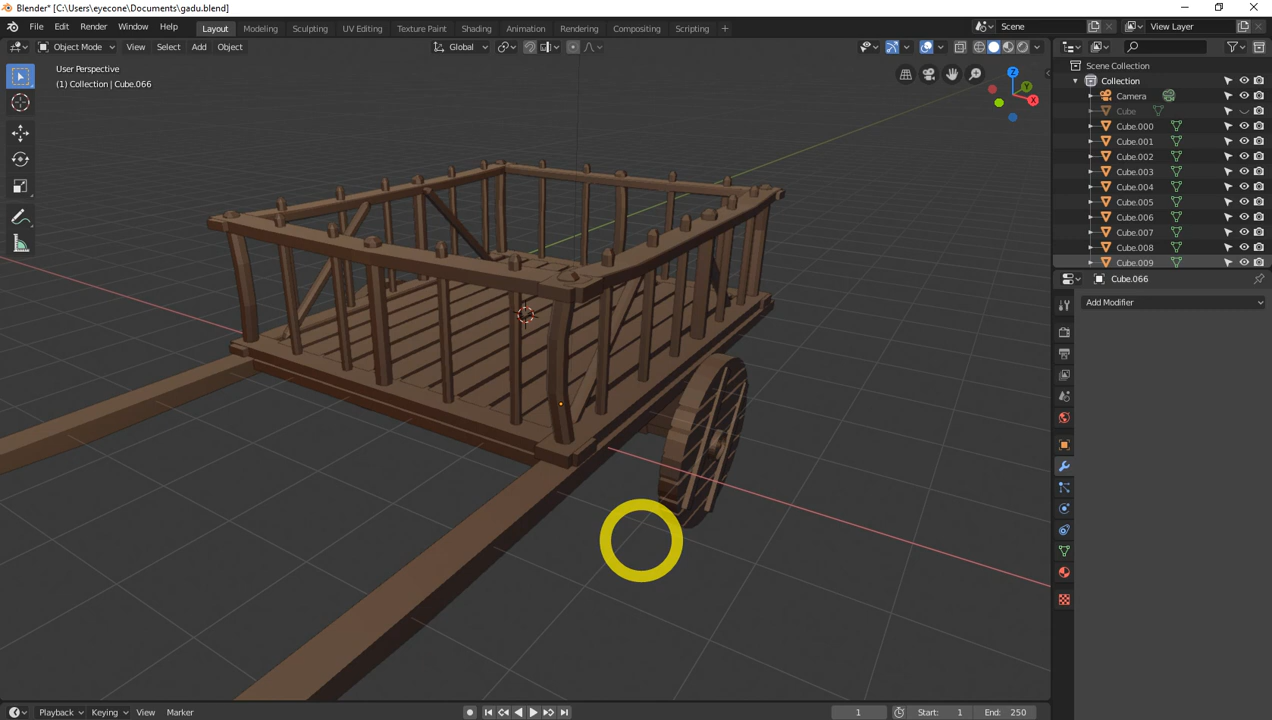 Blender* [C:\Users\eyecone\Documents\gadu.blend]
File Edit Render Window Help Layout Modeling Sculpting UV Editing Texture Paint Shading Animation Rendering Compositing Scripting + Scene View Layer
Object Mode View Select Add Object Global
User Perspective
(1) Collection | Cube.066
Z
Y
X
Scene Collection
Collection
Camera
Cube
Cube.000
Cube.001
Cube.002
Cube.003
Cube.004
Cube.005
Cube.006
Cube.007
Cube.008
Cube.009
Cube.066
Add Modifier
Playback Keying View Marker 1 Start: 1 End: 250